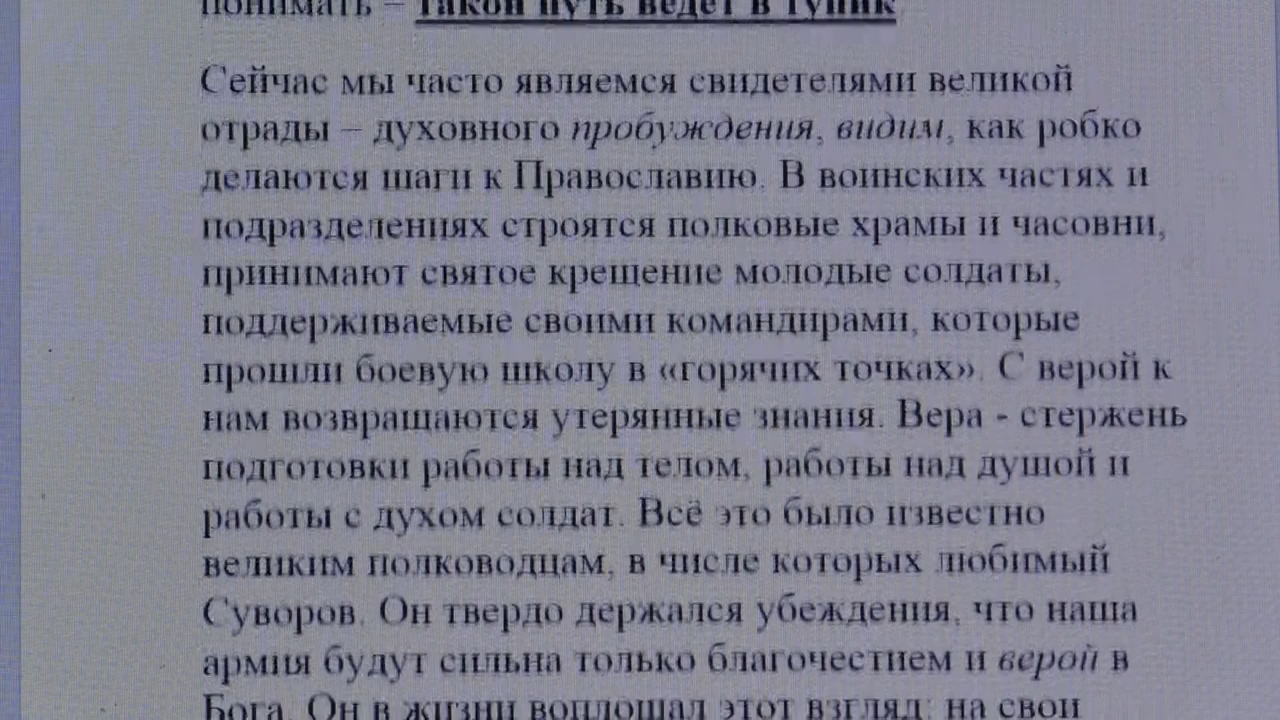 понимать – такой путь ведет в тупик
Сейчас мы часто являемся свидетелями великой
отрады – духовного пробуждения, видим, как робко
делаются шаги к Православию. В воинских частях и
подразделениях строятся полковые храмы и часовни,
принимают святое крещение молодые солдаты,
поддерживаемые своими командирами, которые
прошли боевую школу в «горячих точках». С верой к
нам возвращаются утерянные знания. Вера - стержень
подготовки работы над телом, работы над душой и
работы с духом солдат. Всё это было известно
великим полководцам, в числе которых любимый
Суворов. Он твердо держался убеждения, что наша
армия будут сильна только благочестием и верой в
Бога. Он в жизни воплощал этот взгляд: на свои